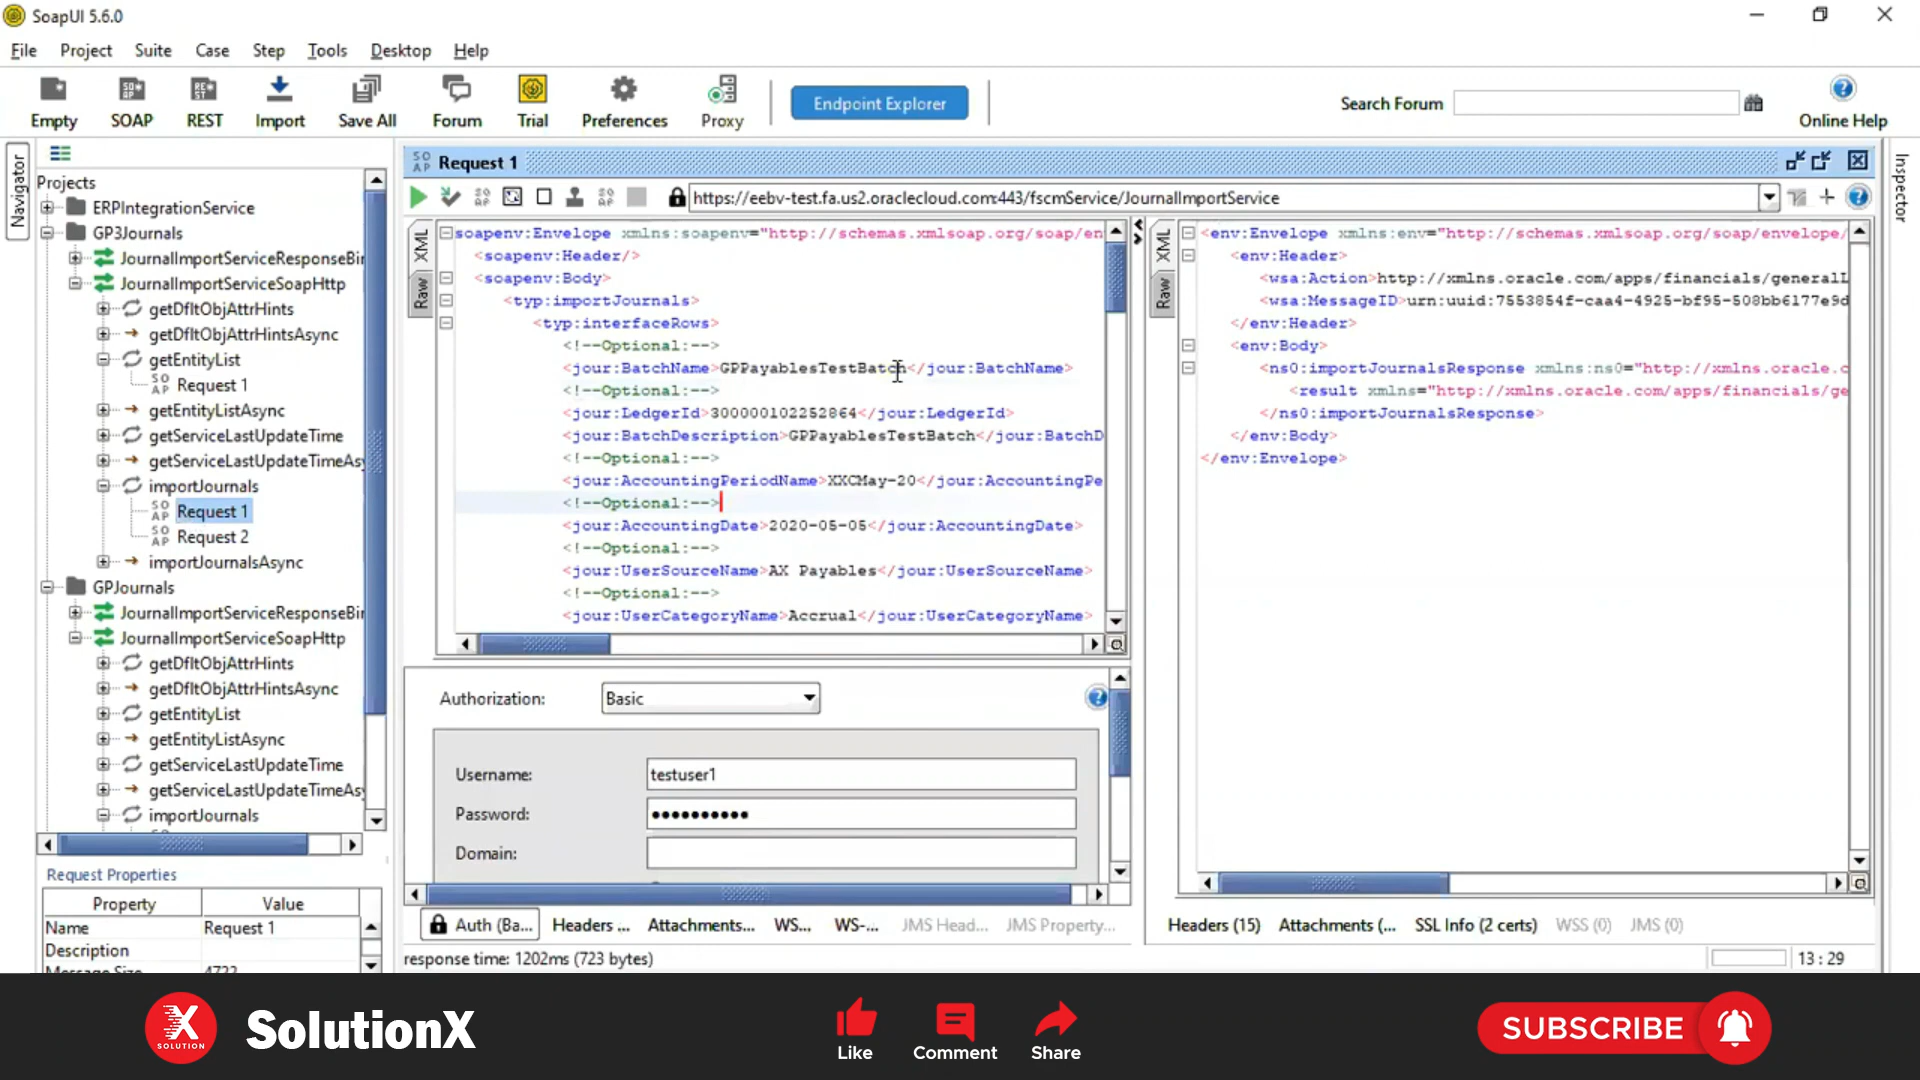 SoapUI 5.6.0
File Project Suite Case Step Tools Desktop Help
Empty SOAP REST Import Save All Forum Trial Preferences Proxy
Endpoint Explorer
Search Forum
Online Help
Navigator
Projects
ERPIntegrationService
GP3Journals
JournalImportServiceResponseBir
JournalImportServiceSoapHttp
getDfltObjAttrHints
getDfltObjAttrHintsAsync
getEntityList
Request 1
getEntityListAsync
getServiceLastUpdateTime
getServiceLastUpdateTimeAsy
importJournals
Request 1
Request 2
importJournalsAsync
GPJournals
JournalImportServiceResponseBir
JournalImportServiceSoapHttp
getDfltObjAttrHints
getDfltObjAttrHintsAsync
getEntityList
getEntityListAsync
getServiceLastUpdateTime
getServiceLastUpdateTimeAsy
importJournals
Request Properties
Property Value
Name Request 1
Description
Message Size 4722
Request 1
https://eebv-test.fa.us2.oraclecloud.com:443/fscmService/JournalImportService
XML
Raw
soapenv:Envelope xmlns:soapenv="http://schemas.xmlsoap.org/soap/en
<soapenv:Header/>
<soapenv:Body>
<typ:importJournals>
<typ:interfaceRows>
<!--Optional:-->
<jour:BatchName>GPPayablesTestBatch</jour:BatchName>
<!--Optional:-->
<jour:LedgerId>300000102252864</jour:LedgerId>
<jour:BatchDescription>GPPayablesTestBatch</jour:BatchD
<!--Optional:-->
<jour:AccountingPeriodName>XXCMay-20</jour:AccountingPe
<!--Optional:-->
<jour:AccountingDate>2020-05-05</jour:AccountingDate>
<!--Optional:-->
<jour:UserSourceName>AX Payables</jour:UserSourceName>
<!--Optional:-->
<jour:UserCategoryName>Accrual</jour:UserCategoryName>
Authorization: Basic
Username: testuser1
Password: ••••••••••
Domain:
Auth (Ba... Headers ... Attachments... WS... WS-... JMS Head... JMS Property...
response time: 1202ms (723 bytes)
XML
Raw
<env:Envelope xmlns:env="http://schemas.xmlsoap.org/soap/envelope/
<env:Header>
<wsa:Action>http://xmlns.oracle.com/apps/financials/generalL
<wsa:MessageID>urn:uuid:7553854f-caa4-4925-bf95-508bb6177e9d
</env:Header>
<env:Body>
<ns0:importJournalsResponse xmlns:ns0="http://xmlns.oracle.c
<result xmlns="http://xmlns.oracle.com/apps/financials/ge
</ns0:importJournalsResponse>
</env:Body>
</env:Envelope>
Headers (15) Attachments (... SSL Info (2 certs) WSS (0) JMS (0)
13 : 29
Inspector
X
SOLUTION
SolutionX
Like
Comment
Share
SUBSCRIBE